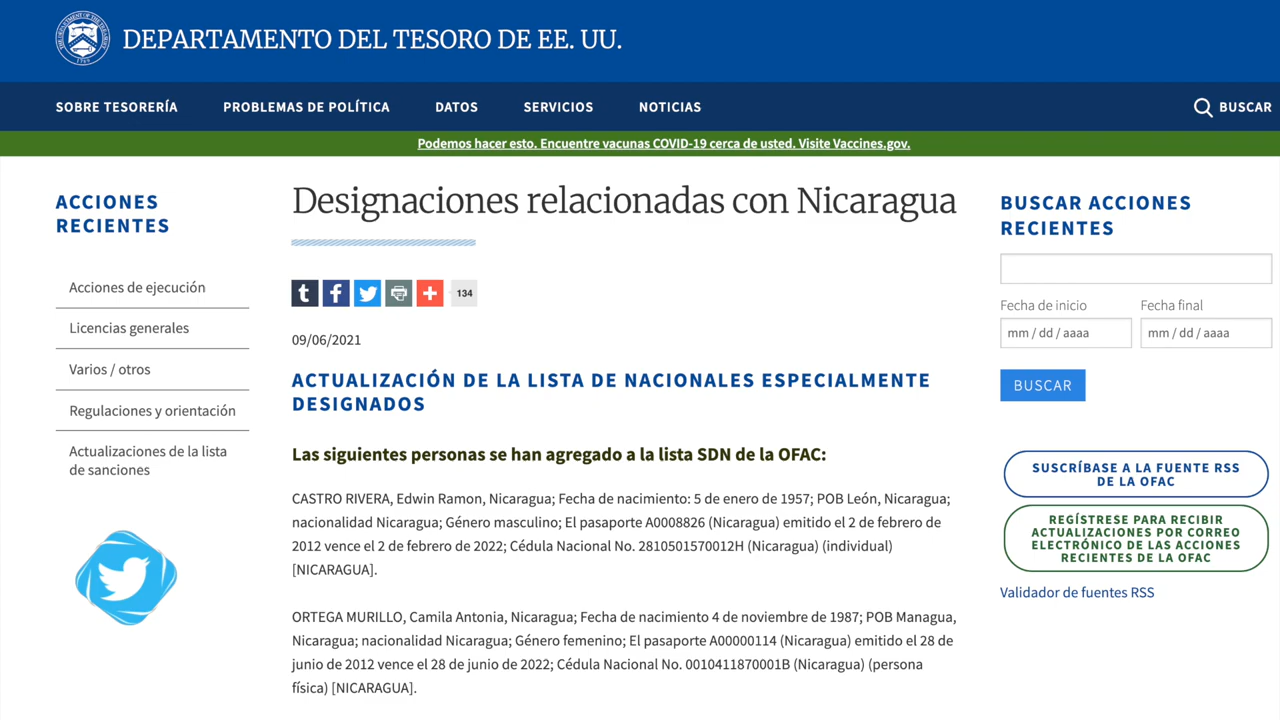 DEPARTAMENTO DEL TESORO DE EE. UU.
SOBRE TESORERÍA
PROBLEMAS DE POLÍTICA
DATOS
SERVICIOS
NOTICIAS
BUSCAR
Podemos hacer esto. Encuentre vacunas COVID-19 cerca de usted. Visite Vaccines.gov.
ACCIONES
RECIENTES
Acciones de ejecución
Licencias generales
Varios / otros
Regulaciones y orientación
Actualizaciones de la lista
de sanciones
Designaciones relacionadas con Nicaragua
134
09/06/2021
ACTUALIZACIÓN DE LA LISTA DE NACIONALES ESPECIALMENTE
DESIGNADOS
Las siguientes personas se han agregado a la lista SDN de la OFAC:
CASTRO RIVERA, Edwin Ramon, Nicaragua; Fecha de nacimiento: 5 de enero de 1957; POB León, Nicaragua;
nacionalidad Nicaragua; Género masculino; El pasaporte A0008826 (Nicaragua) emitido el 2 de febrero de
2012 vence el 2 de febrero de 2022; Cédula Nacional No. 2810501570012H (Nicaragua) (individual)
[NICARAGUA].
ORTEGA MURILLO, Camila Antonia, Nicaragua; Fecha de nacimiento 4 de noviembre de 1987; POB Managua,
Nicaragua; nacionalidad Nicaragua; Género femenino; El pasaporte A00000114 (Nicaragua) emitido el 28 de
junio de 2012 vence el 28 de junio de 2022; Cédula Nacional No. 0010411870001B (Nicaragua) (persona
física) [NICARAGUA].
BUSCAR ACCIONES
RECIENTES
Fecha de inicio
Fecha final
mm / dd / aaaa
mm / dd / aaaa
BUSCAR
SUSCRÍBASE A LA FUENTE RSS
DE LA OFAC
REGÍSTRESE PARA RECIBIR
ACTUALIZACIONES POR CORREO
ELECTRÓNICO DE LAS ACCIONES
RECIENTES DE LA OFAC
Validador de fuentes RSS